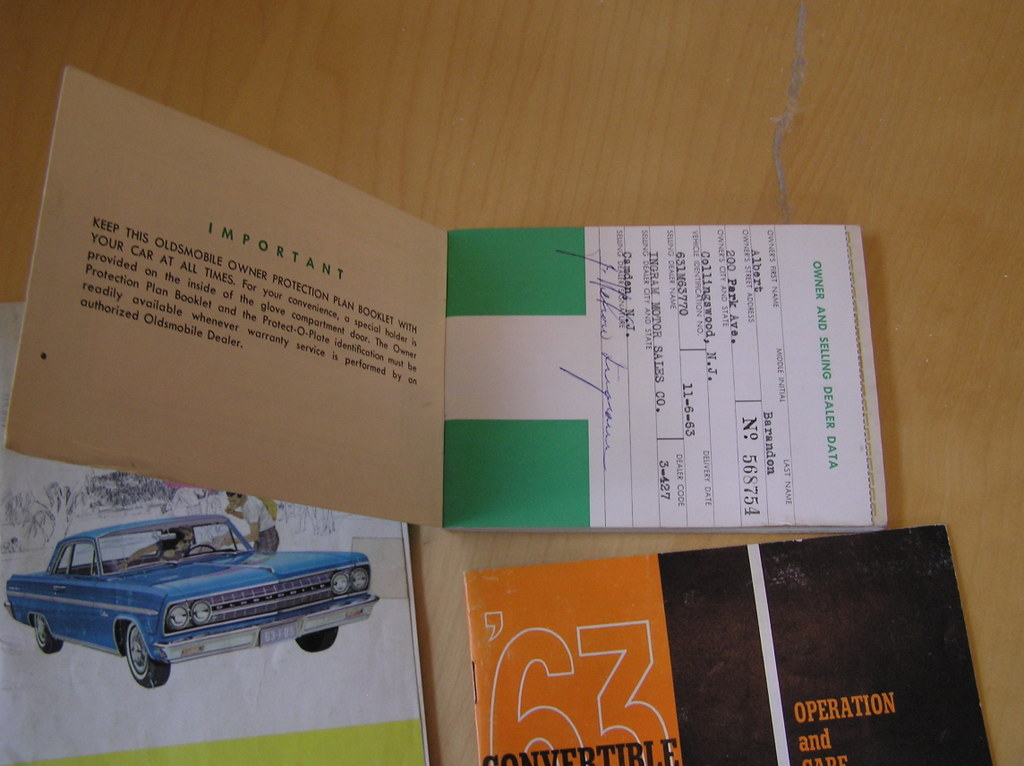 IMPORTANT
KEEP THIS OLDSMOBILE OWNER PROTECTION PLAN BOOKLET WITH
YOUR CAR AT ALL TIMES. For your convenience, a special holder is
provided on the inside of the glove compartment door. The Owner
Protection Plan Booklet and the Protect-O-Plate identification must be
readily available whenever warranty service is performed by an
authorized Oldsmobile Dealer.
OWNER AND SELLING DEALER DATA
OWNER'S FIRST NAME MIDDLE INITIAL LAST NAME
Albert Barandon
OWNER'S STREET ADDRESS
200 Park Ave. Nº 568754
OWNER'S CITY AND STATE
Collingswood, N.J.
VEHICLE IDENTIFICATION NO. DELIVERY DATE
631M63770 11-6-63
SELLING DEALER NAME DEALER CODE
INGRAM MOTOR SALES CO. 3-427
SELLING DEALER CITY AND STATE
Camden, N.J.
'63
CONVERTIBLE
OPERATION
and
CARE